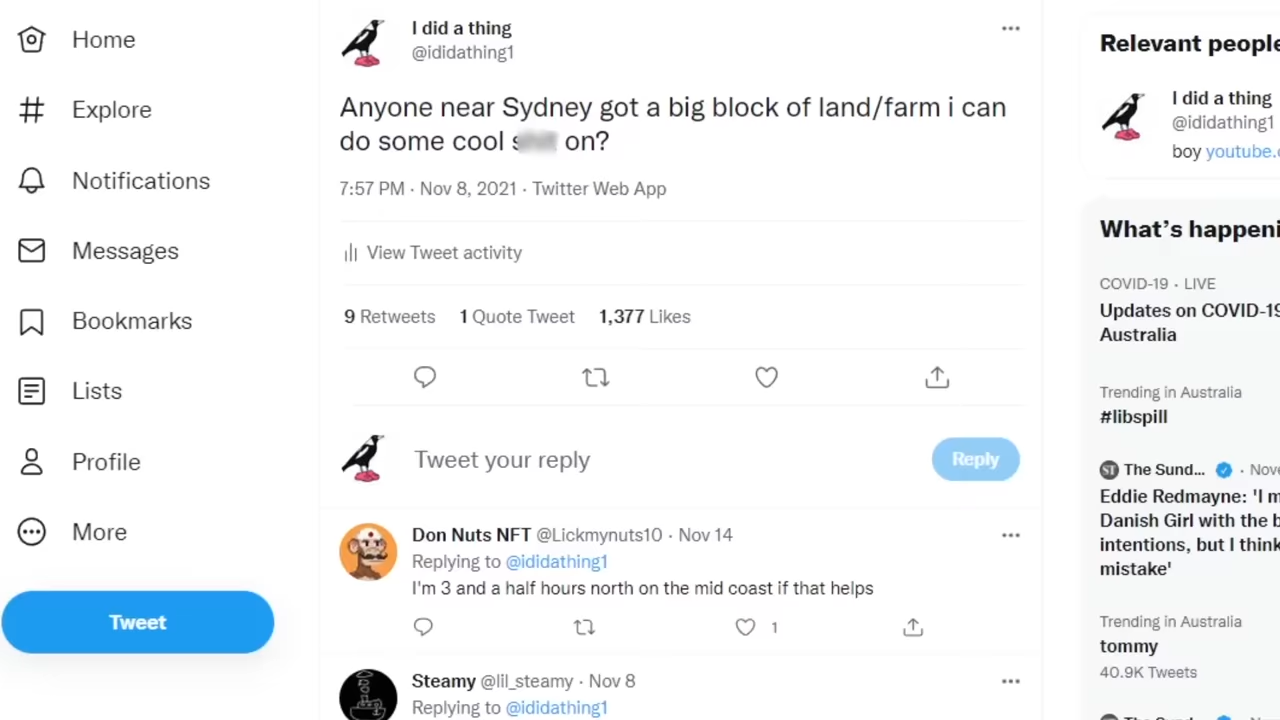 Home
Explore
Notifications
Messages
Bookmarks
Lists
Profile
More
Tweet
I did a thing
@ididathing1
Anyone near Sydney got a big block of land/farm i can
do some cool on?
7:57 PM · Nov 8, 2021 · Twitter Web App
View Tweet activity
9 Retweets 1 Quote Tweet 1,377 Likes
Tweet your reply
Reply
Don Nuts NFT @Lickmynuts10 · Nov 14
Replying to @ididathing1
I'm 3 and a half hours north on the mid coast if that helps
1
Steamy @lil_steamy · Nov 8
Replying to @ididathing1
Relevant people
I did a thing
@ididathing1
boy youtube.c
What's happeni
COVID-19 · LIVE
Updates on COVID-19
Australia
Trending in Australia
#libspill
ST The Sund... · Nove
Eddie Redmayne: 'I m
Danish Girl with the b
intentions, but I think
mistake'
Trending in Australia
tommy
40.9K Tweets